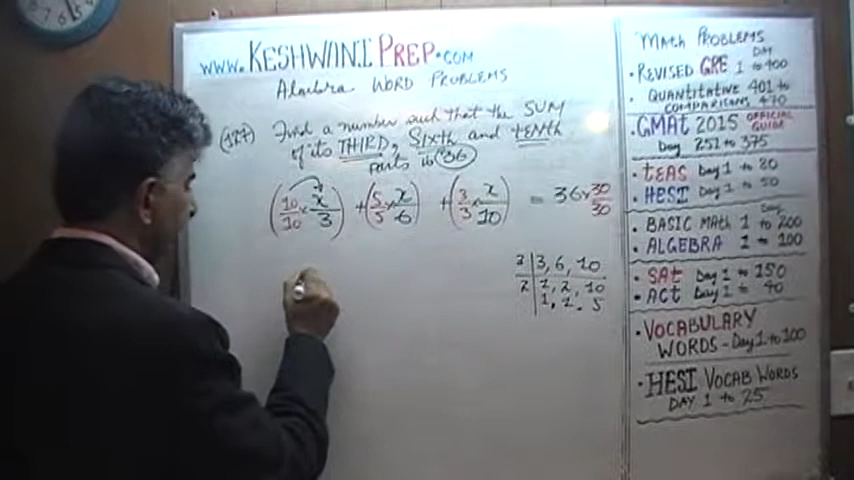 www.KESHWANIPREP.COM
Algebra WORD PROBLEMS
Find a number such that the SUM
of its THIRD, SIXth and tENth
parts is 36
(10/10 × x/3) + (5/5 × x/6) + (3/3 × x/10) = 36 × 30/30
3 | 3, 6, 10
2 | 1, 2, 10
1, 1, 5
MATH PROBLEMS
• REVISED GRE DAY 1 to 400
• QUANTITATIVE 401 to
COMPARISONS 470
• GMAT 2015 OFFICIAL GUIDE
Day 251 to 375
• tEAS Day 1 to 80
• HESI Day 1 to 50
• BASIC MATH Day 1 to 200
• ALGEBRA 1 to 100
• SAt Day 1 to 150
• ACt Day 1 to 40
• VOCABULARY
WORDS - Day 1 to 100
• HESI VOCAB WORDS
DAY 1 to 25